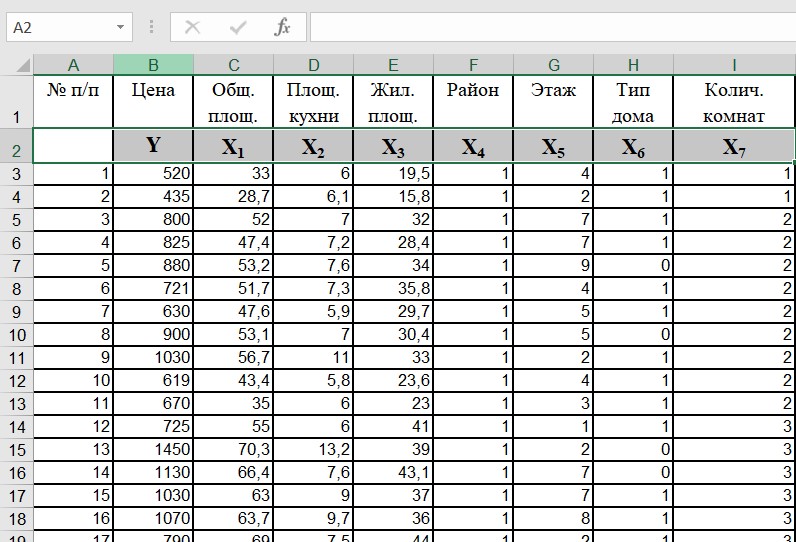 A2 fx
A B C D E F G H I
№ п/п Цена Общ. Площ. Жил. Район Этаж Тип Колич.
1 площ. кухни площ. дома комнат
2 Y X1 X2 X3 X4 X5 X6 X7
3 1 520 33 6 19,5 1 4 1 1
4 2 435 28,7 6,1 15,8 1 2 1 1
5 3 800 52 7 32 1 7 1 2
6 4 825 47,4 7,2 28,4 1 7 1 2
7 5 880 53,2 7,6 34 1 9 0 2
8 6 721 51,7 7,3 35,8 1 4 1 2
9 7 630 47,6 5,9 29,7 1 5 1 2
10 8 900 53,1 7 30,4 1 5 0 2
11 9 1030 56,7 11 33 1 2 1 2
12 10 619 43,4 5,8 23,6 1 4 1 2
13 11 670 35 6 23 1 3 1 2
14 12 725 55 6 41 1 1 1 3
15 13 1450 70,3 13,2 39 1 2 0 3
16 14 1130 66,4 7,6 43,1 1 7 0 3
17 15 1030 63 9 37 1 7 1 3
18 16 1070 63,7 9,7 36 1 8 1 3
19 17 790 69 7,5 44 1 2 1 3